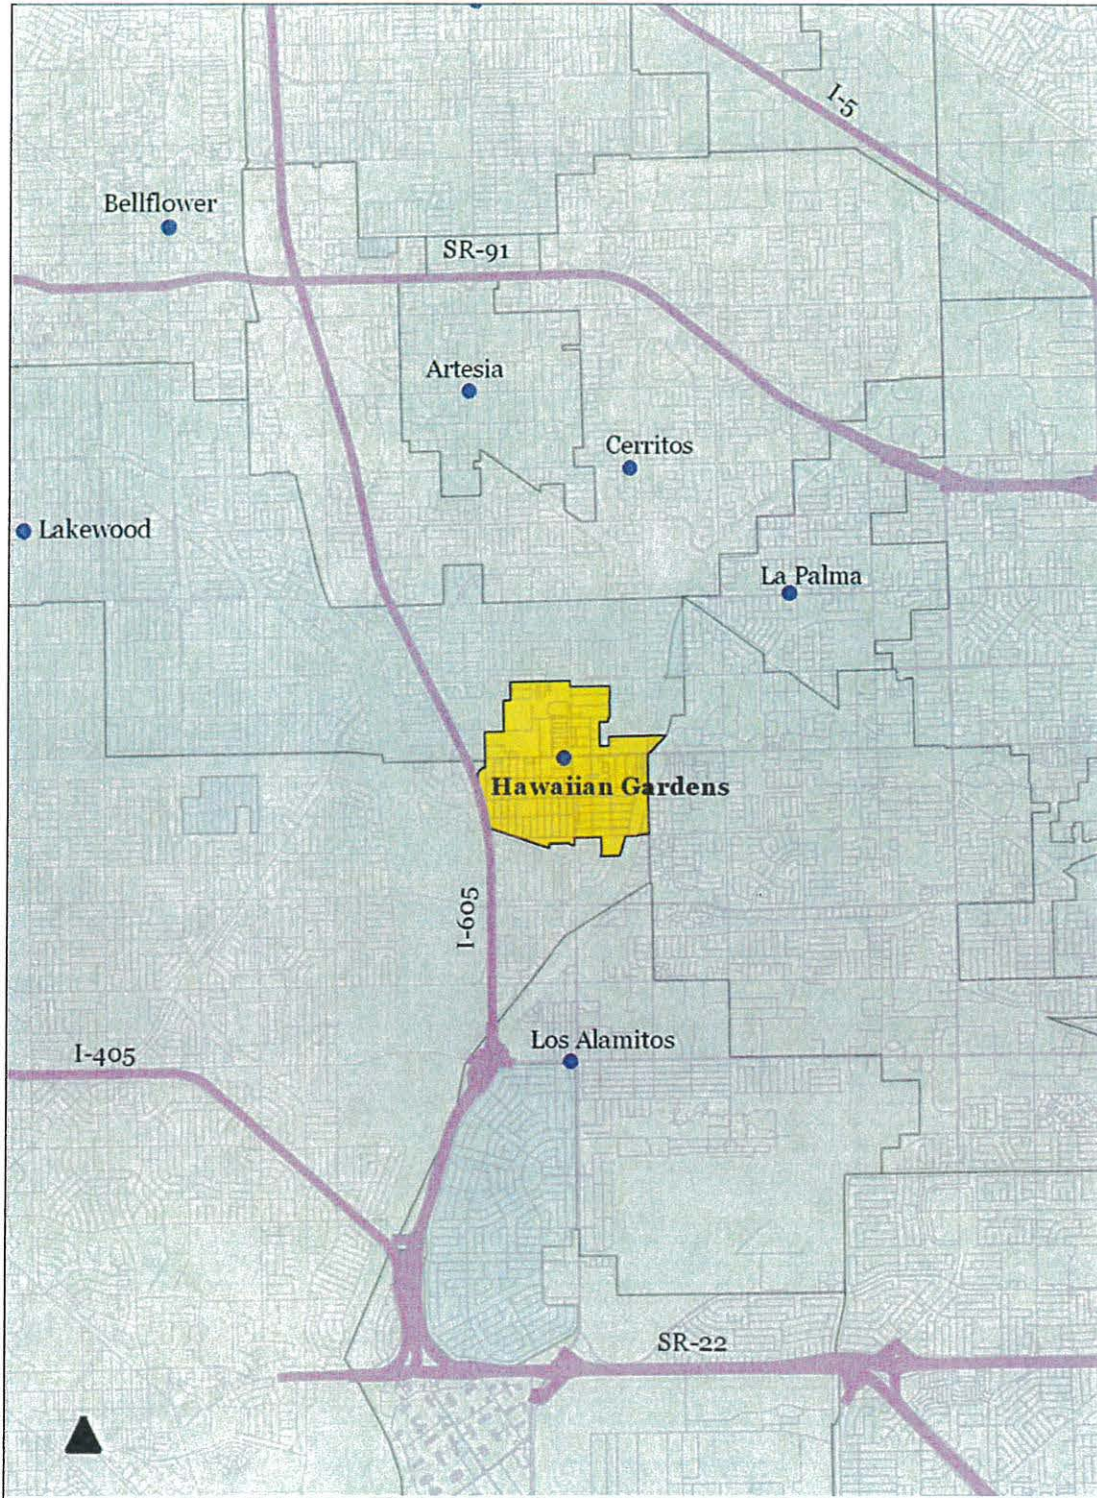 I-5
Bellflower
SR-91
Artesia
Cerritos
Lakewood
La Palma
Hawaiian Gardens
I-605
Los Alamitos
I-405
SR-22